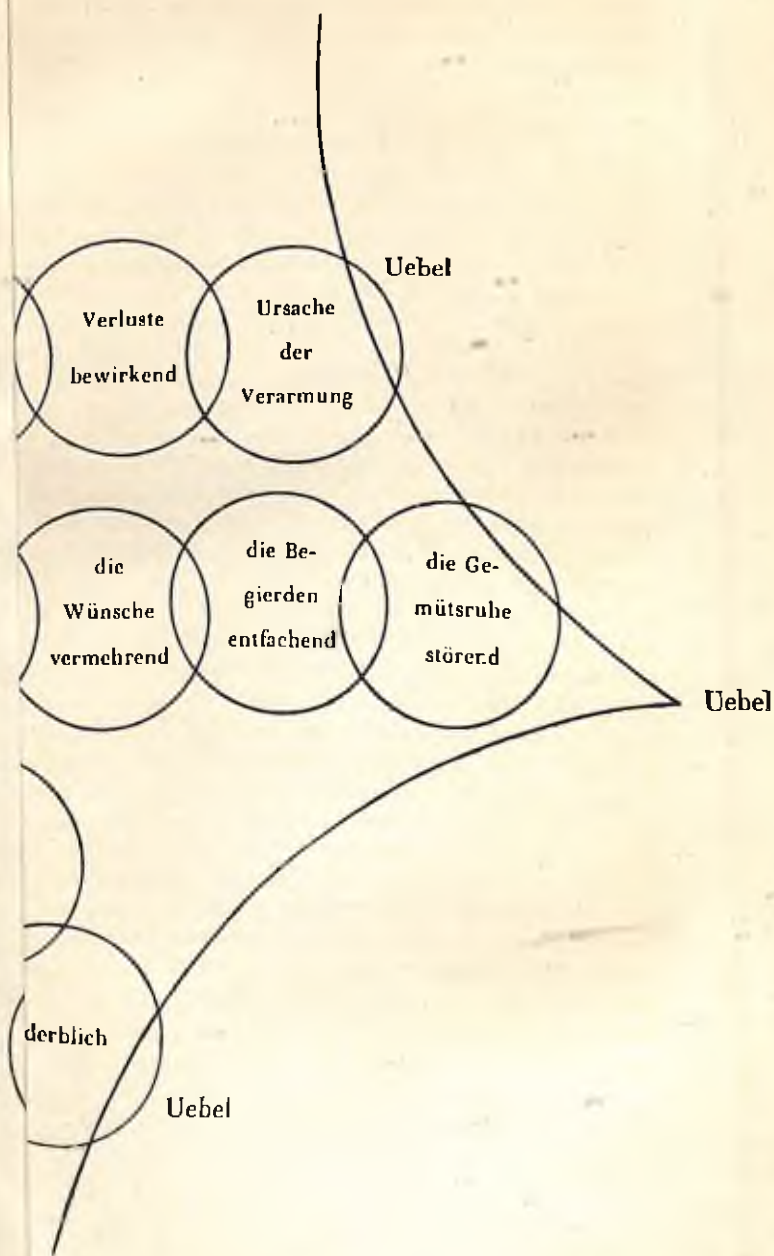 Uebel
Verluste
bewirkend
Ursache
der
Verarmung
die
Wünsche
vermehrend
die Be-
gierden
entfachend
die Ge-
mütsruhe
störend
Uebel
derblich
Uebel